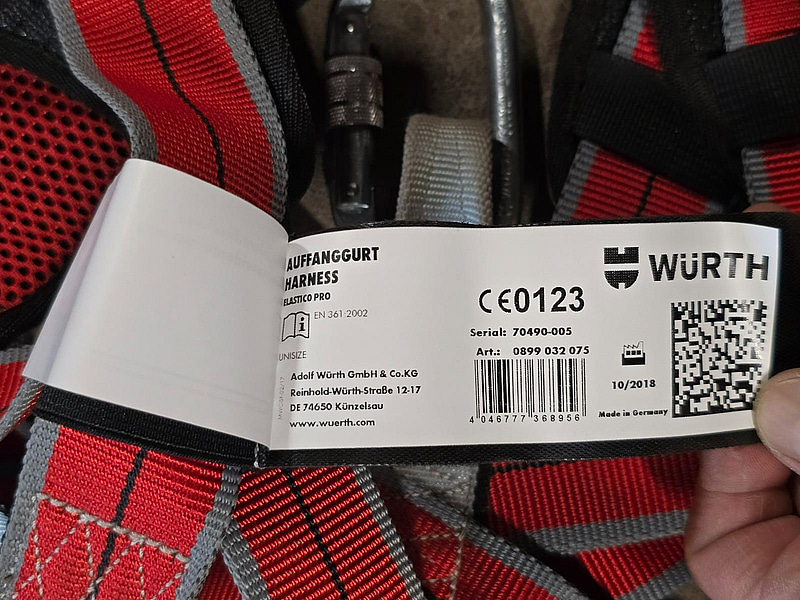 AUFFANGGURT
HARNESS
ELASTICO PRO
EN 361:2002
UNISIZE
Adolf Würth GmbH & Co.KG
Reinhold-Würth-Straße 12-17
DE 74650 Künzelsau
www.wuerth.com
WÜRTH
CE0123
Serial: 70490-005
Art.: 0899 032 075
4 046777 368956
10/2018
Made in Germany